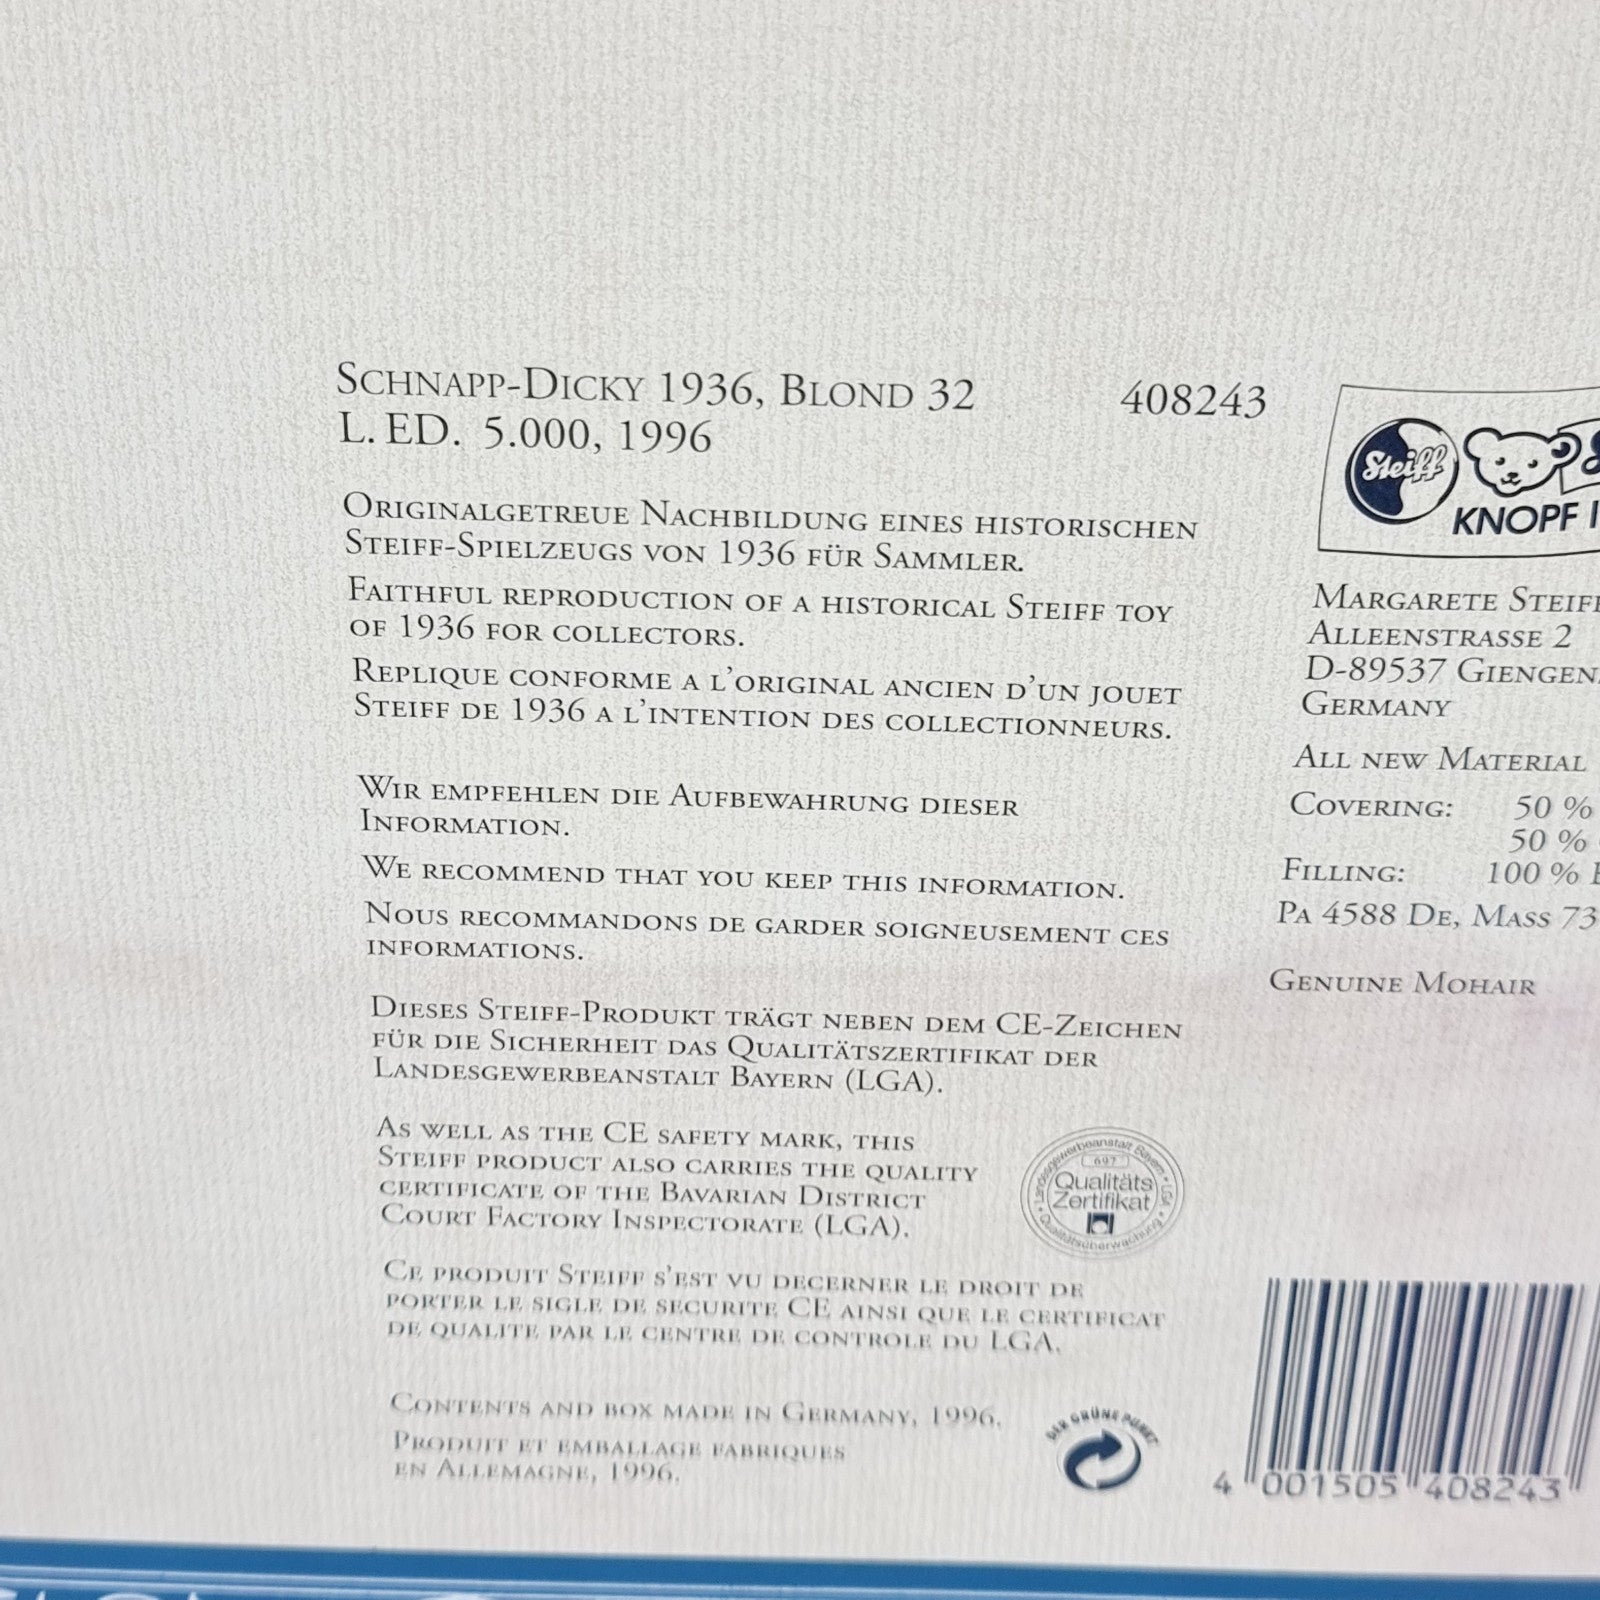 SCHNAPP-DICKY 1936, BLOND 32 408243
L. ED. 5.000, 1996
ORIGINALGETREUE NACHBILDUNG EINES HISTORISCHEN
STEIFF-SPIELZEUGS VON 1936 FÜR SAMMLER.
FAITHFUL REPRODUCTION OF A HISTORICAL STEIFF TOY
OF 1936 FOR COLLECTORS.
REPLIQUE CONFORME A L'ORIGINAL ANCIEN D'UN JOUET
STEIFF DE 1936 A L'INTENTION DES COLLECTIONNEURS.
WIR EMPFEHLEN DIE AUFBEWAHRUNG DIESER
INFORMATION.
WE RECOMMEND THAT YOU KEEP THIS INFORMATION.
NOUS RECOMMANDONS DE GARDER SOIGNEUSEMENT CES
INFORMATIONS.
DIESES STEIFF-PRODUKT TRÄGT NEBEN DEM CE-ZEICHEN
FÜR DIE SICHERHEIT DAS QUALITÄTSZERTIFIKAT DER
LANDESGEWERBEANSTALT BAYERN (LGA).
AS WELL AS THE CE SAFETY MARK, THIS
STEIFF PRODUCT ALSO CARRIES THE QUALITY
CERTIFICATE OF THE BAVARIAN DISTRICT
COURT FACTORY INSPECTORATE (LGA).
CE PRODUIT STEIFF S'EST VU DECERNER LE DROIT DE
PORTER LE SIGLE DE SECURITE CE AINSI QUE LE CERTIFICAT
DE QUALITE PAR LE CENTRE DE CONTROLE DU LGA.
CONTENTS AND BOX MADE IN GERMANY, 1996.
PRODUIT ET EMBALLAGE FABRIQUES
EN ALLEMAGNE, 1996.
Landesgewerbeanstalt Bayern • LGA
697
Qualitäts
Zertifikat
Qualitätsüberwachung
DER GRÜNE PUNKT
Steiff
KNOPF
MARGARETE STEIFF
ALLEENSTRASSE 2
D-89537 GIENGEN
GERMANY
ALL NEW MATERIAL
COVERING: 50 %
50 %
FILLING: 100 %
PA 4588 DE, MASS 73
GENUINE MOHAIR
4 001505 408243